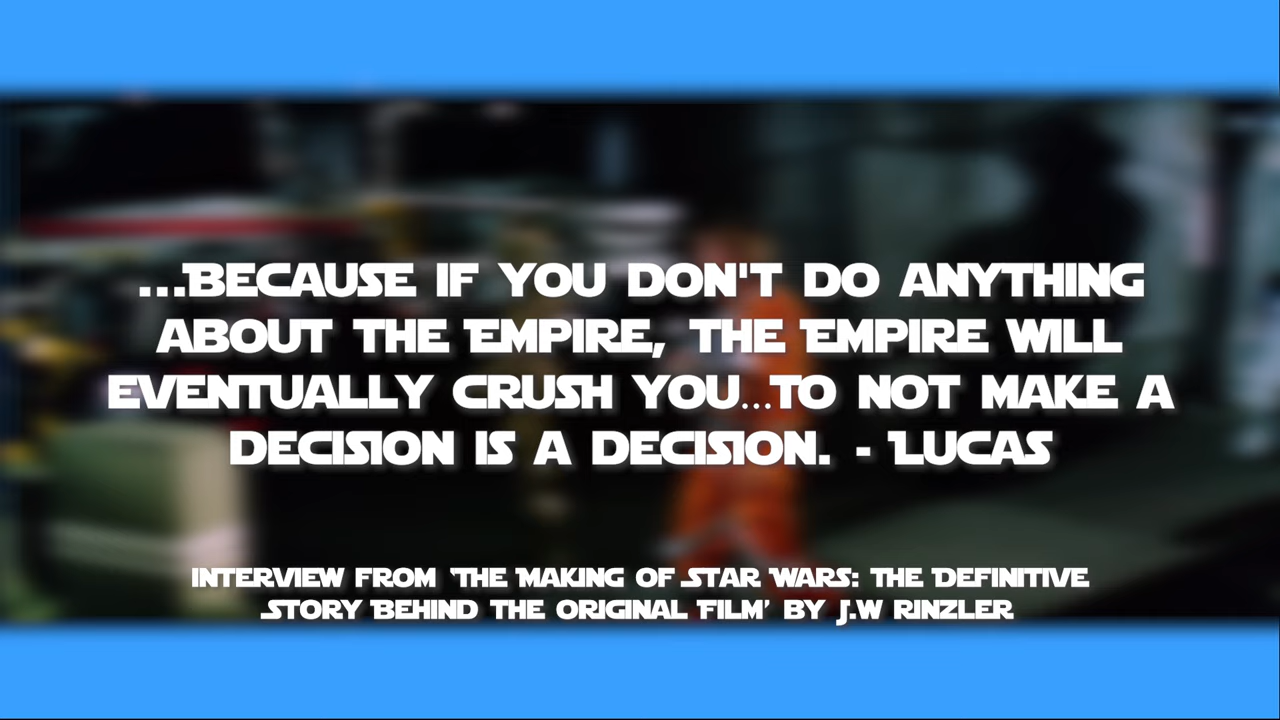 ...Because if you don't do anything
about the Empire, the Empire will
eventually crush you...To not make a
decision is a decision. - Lucas
Interview from 'The Making of Star Wars: The Definitive
Story Behind the Original Film' by J.W Rinzler